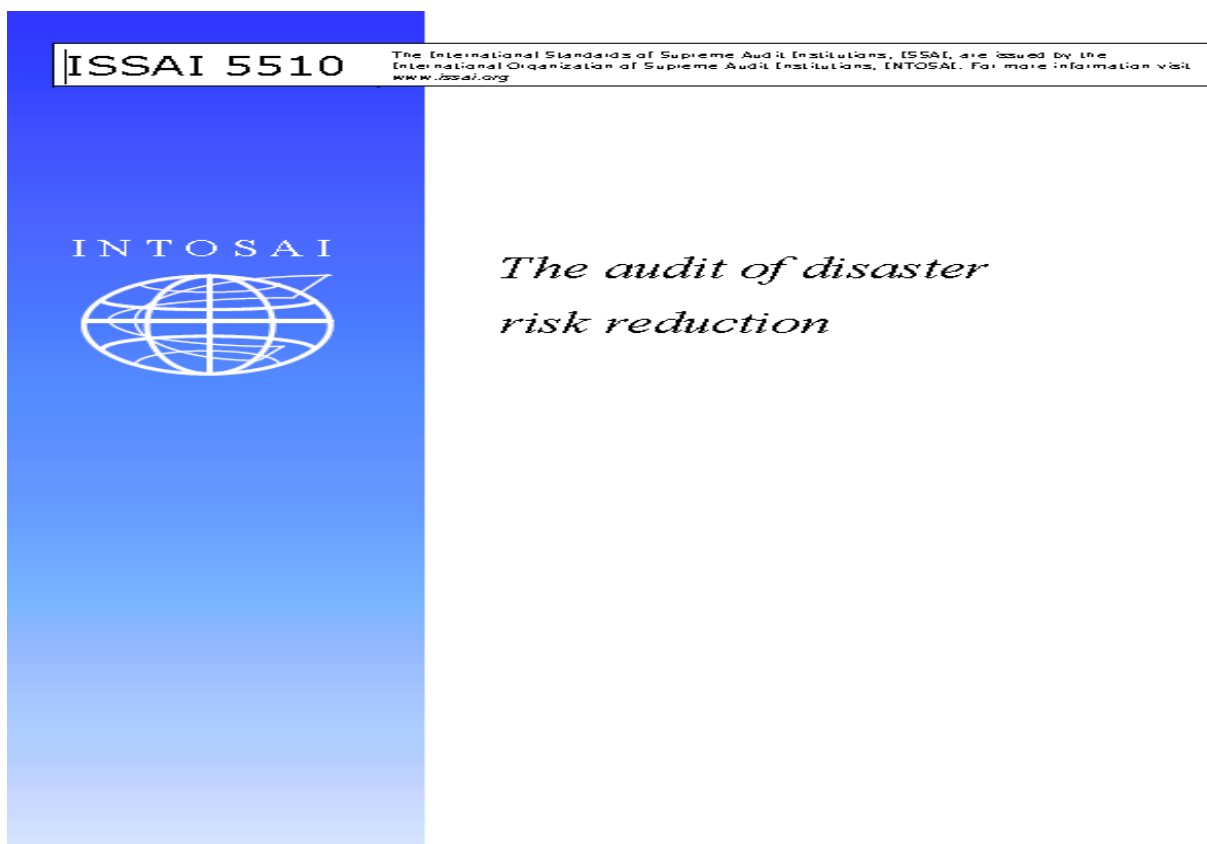 ISSAI 5510
The International Standards of Supreme Audit Institutions, ISSAI, are issued by the
International Organization of Supreme Audit Institutions, INTOSAI. For more information visit
www.issai.org
INTOSAI
The audit of disaster
risk reduction